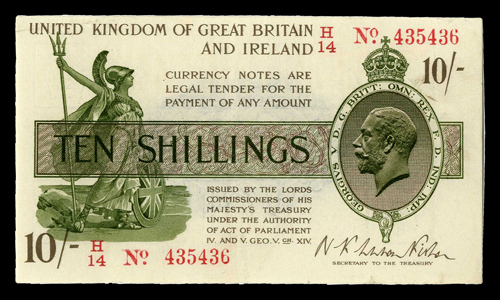 UNITED KINGDOM OF GREAT BRITAIN
AND IRELAND
H/14 No. 435436
CURRENCY NOTES ARE
LEGAL TENDER FOR THE
PAYMENT OF ANY AMOUNT
10/-
GEORGIVS V D. G. BRITT: OMN: REX F. D. IND: IMP:
TEN SHILLINGS
ISSUED BY THE LORDS
COMMISSIONERS OF HIS
MAJESTY'S TREASURY
UNDER THE AUTHORITY
OF ACT OF PARLIAMENT
IV. AND V. GEO. V. CH. XIV.
10/- H/14 No. 435436
SECRETARY TO THE TREASURY